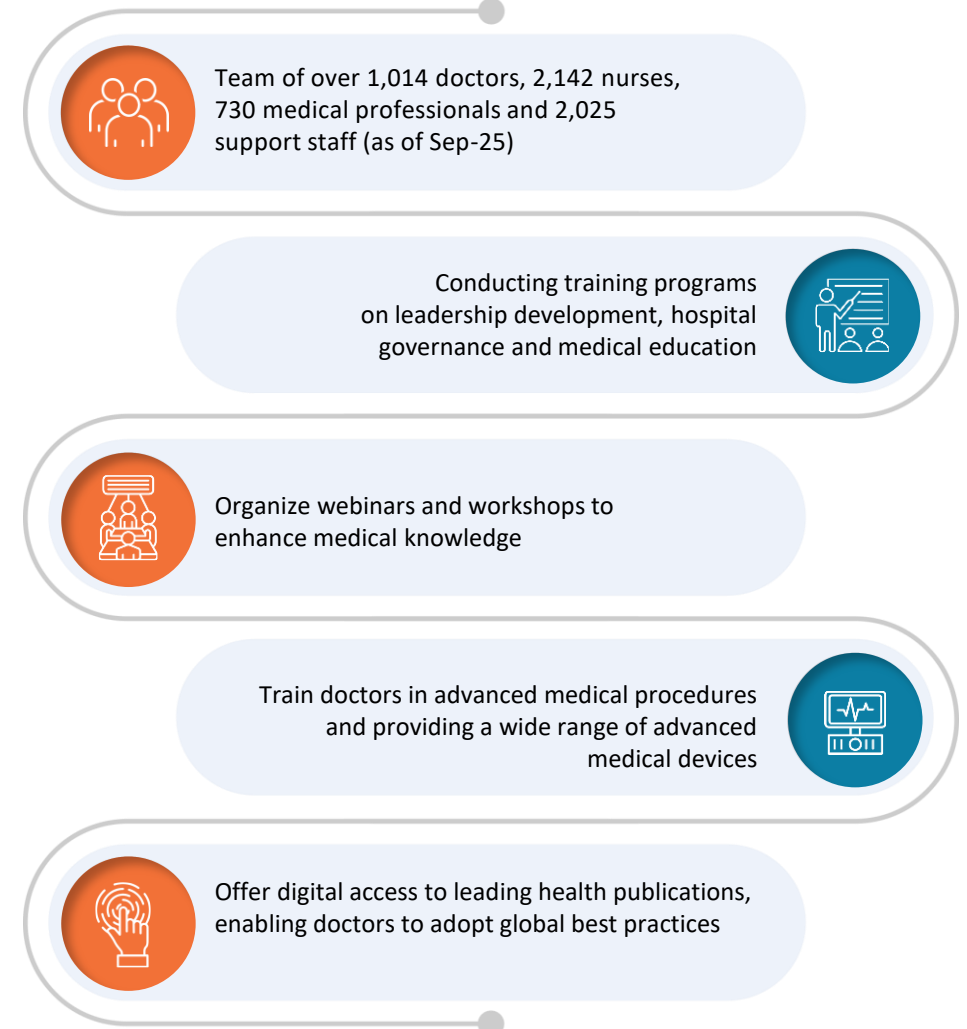 Team of over 1,014 doctors, 2,142 nurses,
730 medical professionals and 2,025
support staff (as of Sep-25)
Conducting training programs
on leadership development, hospital
governance and medical education
Organize webinars and workshops to
enhance medical knowledge
Train doctors in advanced medical procedures
and providing a wide range of advanced
medical devices
Offer digital access to leading health publications,
enabling doctors to adopt global best practices